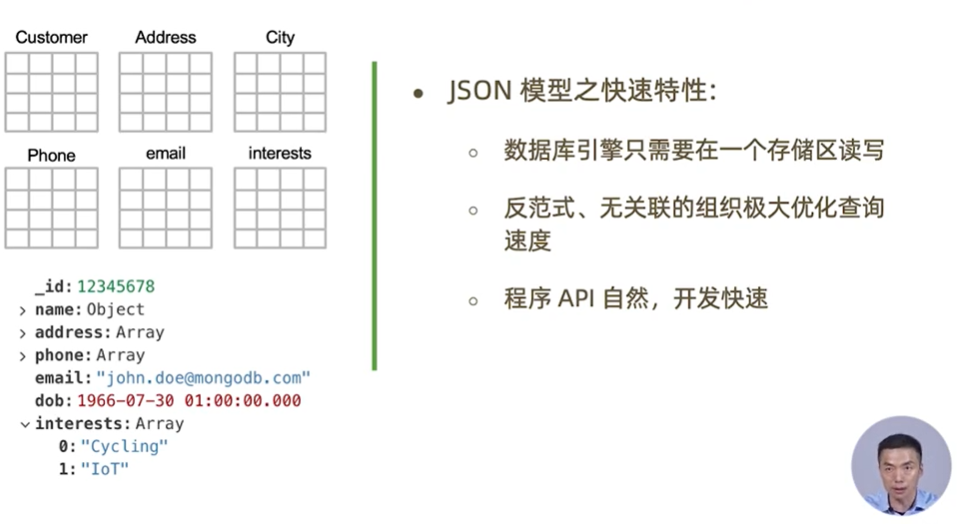 Customer Address City
Phone email interests
_id: 12345678
> name: Object
> address: Array
> phone: Array
email: "john.doe@mongodb.com"
dob: 1966-07-30 01:00:00.000
interests: Array
0: "Cycling"
1: "IoT"
• JSON 模型之快速特性:
○ 数据库引擎只需要在一个存储区读写
○ 反范式、无关联的组织极大优化查询
速度
○ 程序 API 自然，开发快速